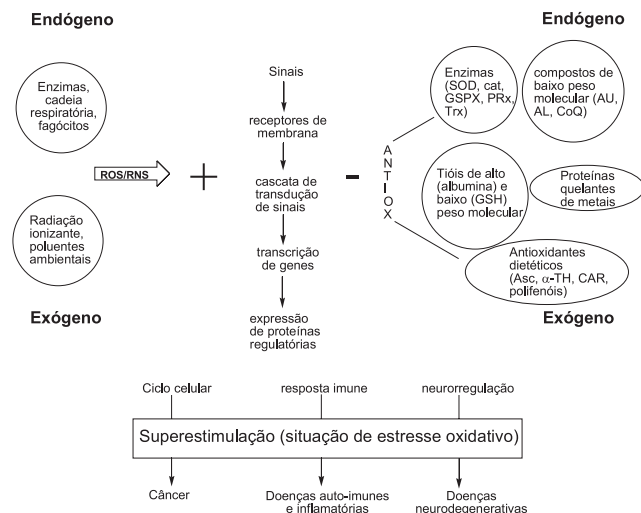 Endógeno
Enzimas,
cadeia
respiratória,
fagócitos
ROS/RNS
Radiação
ionizante,
poluentes
ambientais
Exógeno
+
Sinais
receptores de
membrana
cascata de
transdução
de sinais
transcrição
de genes
expressão
de proteínas
regulatórias
-
ANTIOX
Endógeno
Enzimas
(SOD, cat,
GSPX, PRx,
Trx)
compostos de
baixo peso
molecular (AU,
AL, CoQ)
Tióis de alto
(albumina) e
baixo (GSH)
peso molecular
Proteínas
quelantes
de metais
Antioxidantes
dietéticos
(Asc, α-TH, CAR,
polifenóis)
Exógeno
Ciclo celular
resposta imune
neurorregulação
Superestimulação (situação de estresse oxidativo)
Câncer
Doenças auto-imunes
e inflamatórias
Doenças
neurodegenerativas